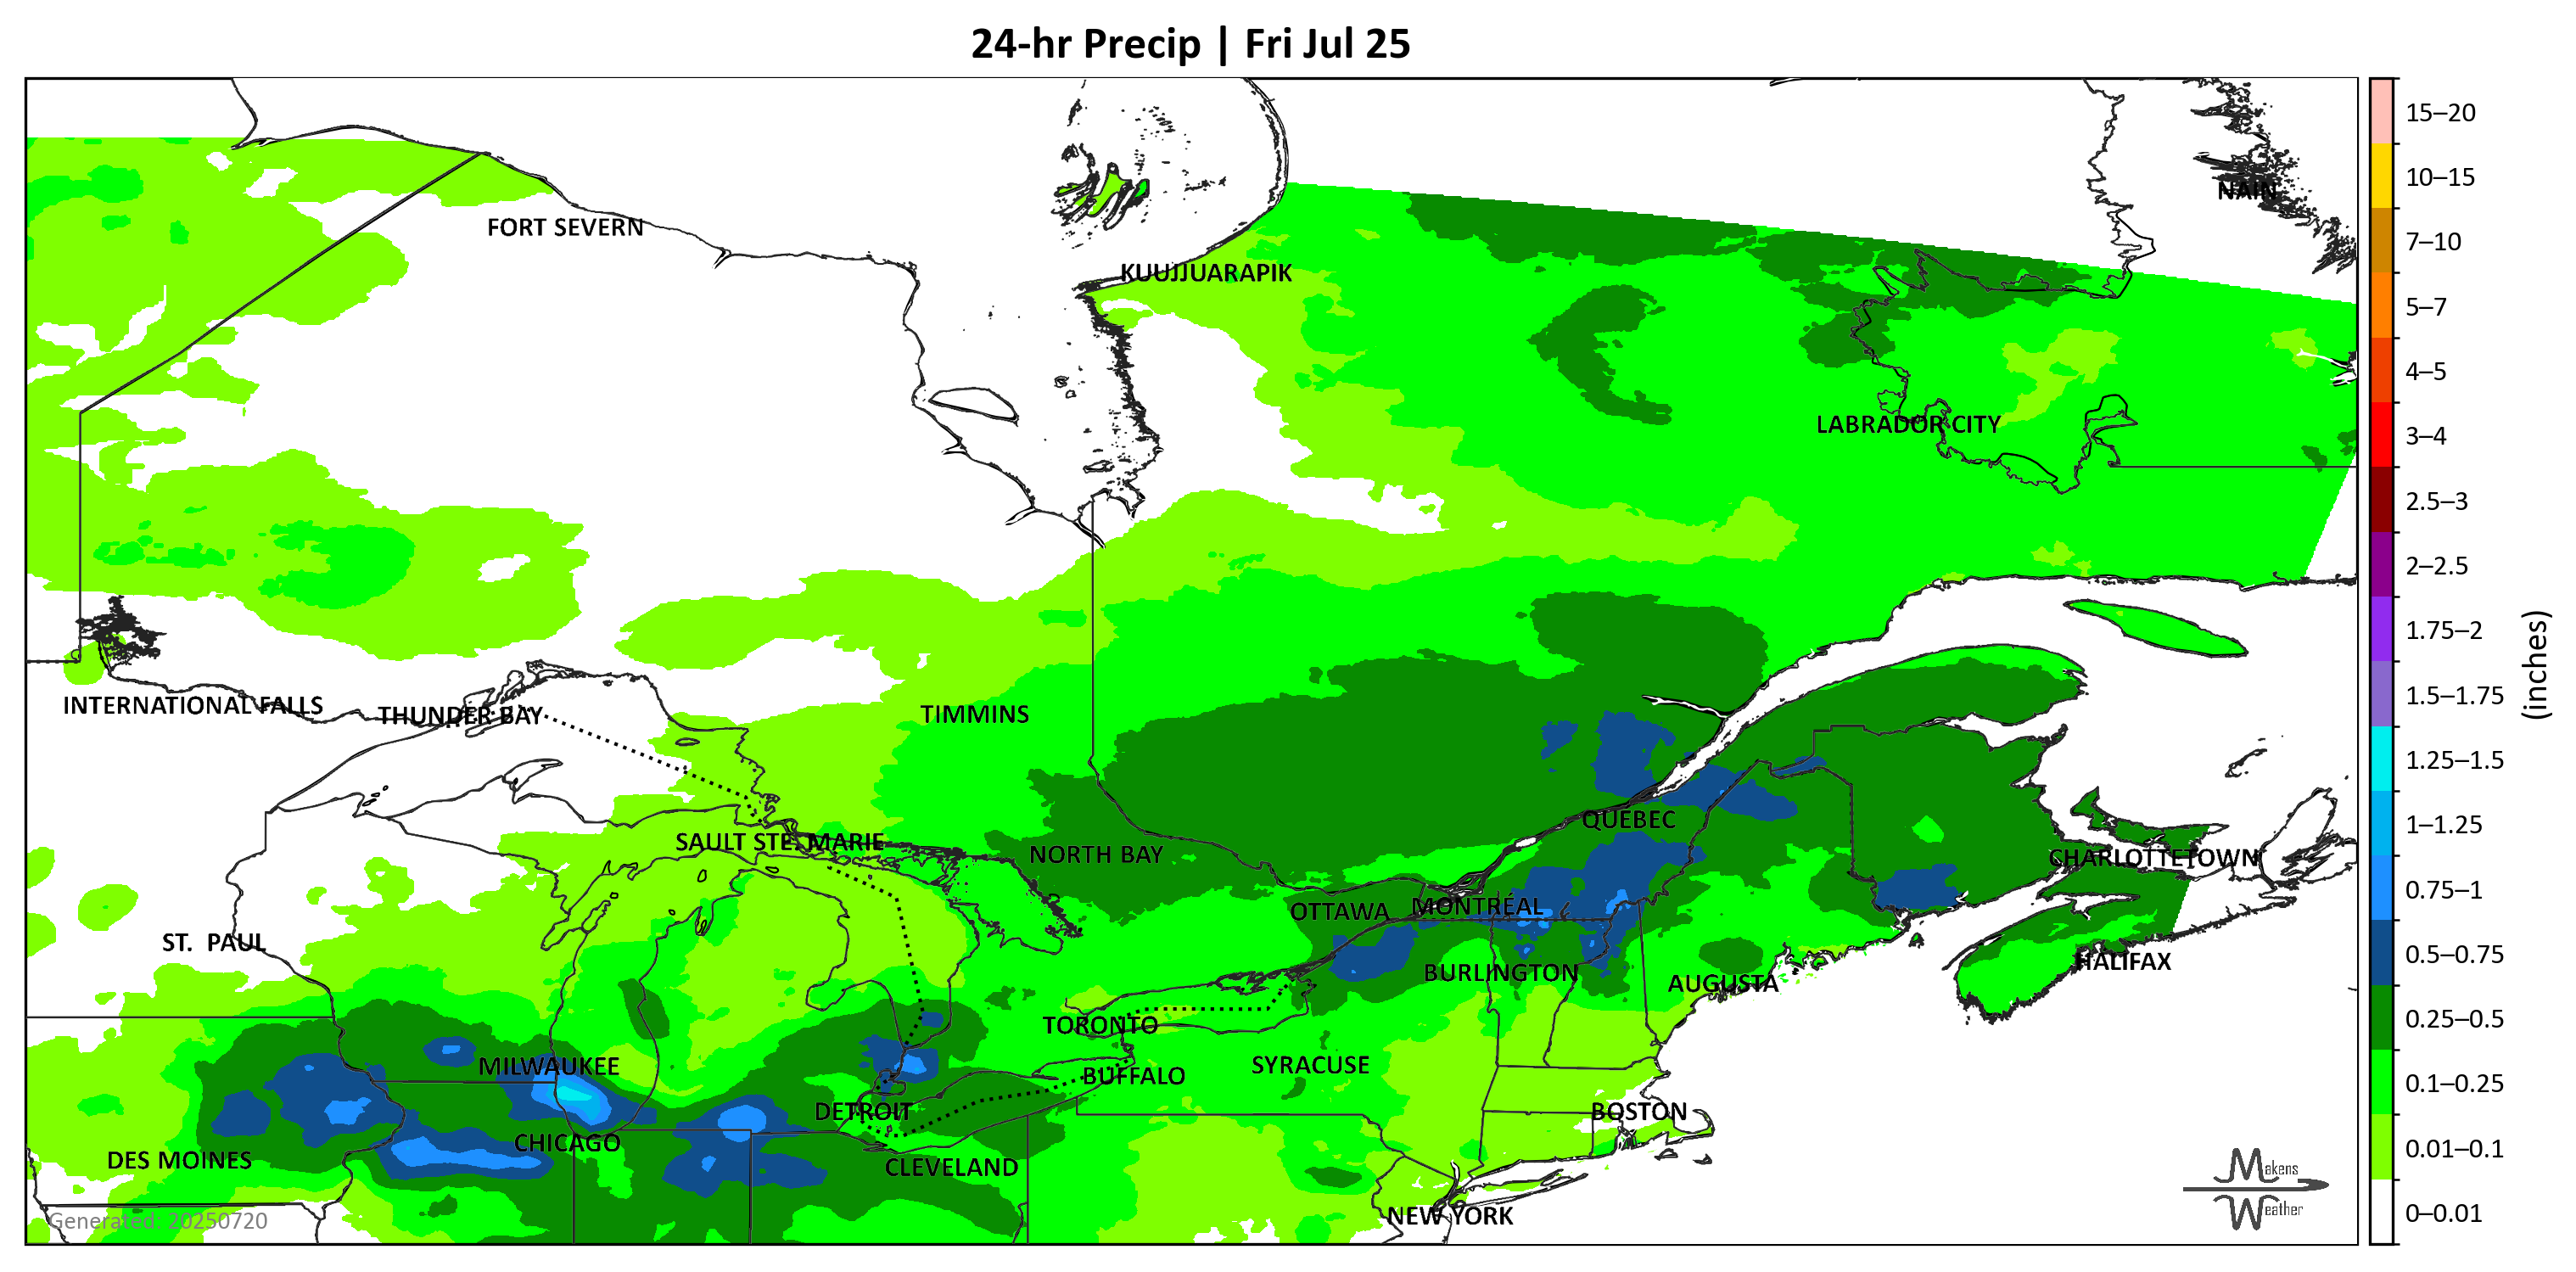 24-hr Precip | Fri Jul 25
15–20
10–15
7–10
5–7
4–5
3–4
2.5–3
2–2.5
1.75–2
1.5–1.75
1.25–1.5
1–1.25
0.75–1
0.5–0.75
0.25–0.5
0.1–0.25
0.01–0.1
0–0.01
(inches)
NAIN
FORT SEVERN
KUUJJUARAPIK
LABRADOR CITY
INTERNATIONAL FALLS
THUNDER BAY
TIMMINS
QUEBEC
SAULT STE. MARIE
NORTH BAY
CHARLOTTETOWN
OTTAWA
MONTRÉAL
ST. PAUL
HALIFAX
BURLINGTON
AUGUSTA
TORONTO
MILWAUKEE
SYRACUSE
BUFFALO
DETROIT
BOSTON
CHICAGO
DES MOINES
CLEVELAND
NEW YORK
Generated: 20250720
Makens
Weather